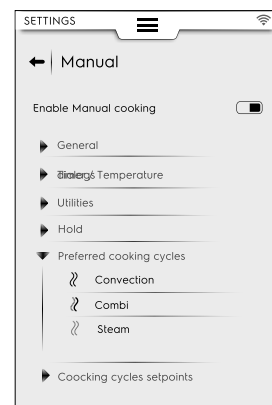 SETTINGS
Manual
Enable Manual cooking
General
Temperature
Utilities
Hold
Preferred cooking cycles
Convection
Combi
Steam
Coocking cycles setpoints